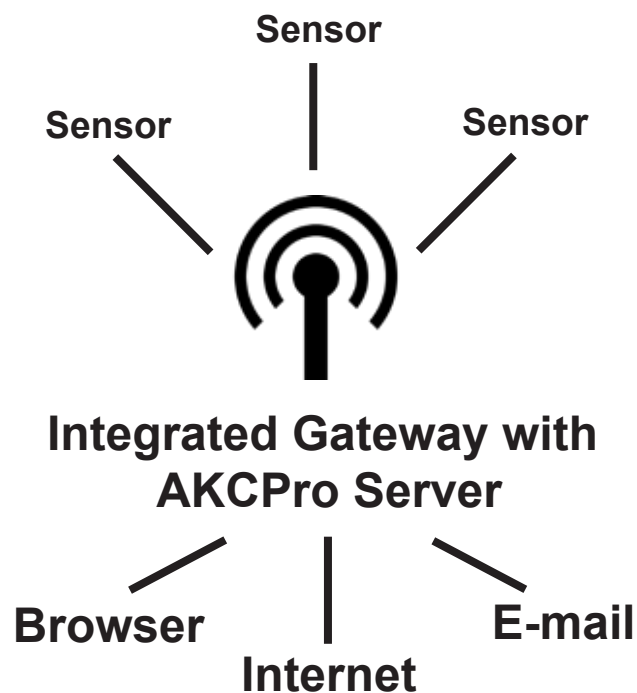 Sensor
Sensor
Sensor
Integrated Gateway with
AKCPro Server
Browser
E-mail
Internet